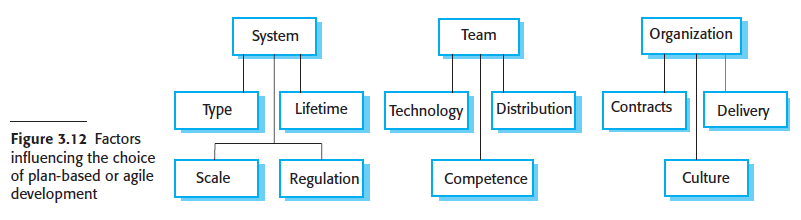 System
Team
Organization
Type
Lifetime
Technology
Distribution
Contracts
Delivery
Scale
Regulation
Competence
Culture
Figure 3.12 Factors
influencing the choice
of plan-based or agile
development